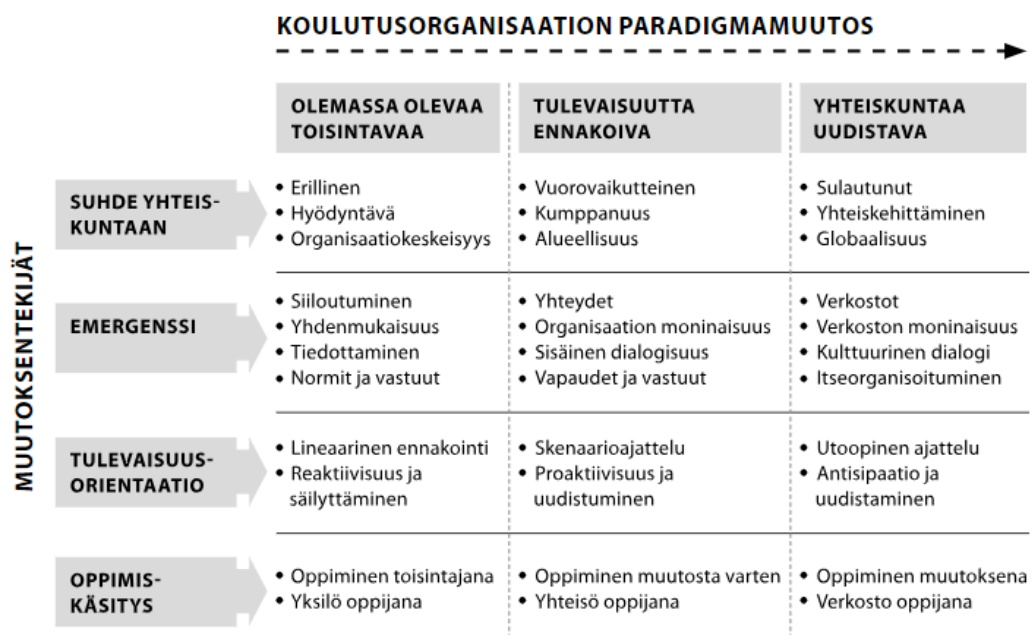 KOULUTUSORGANISAATION PARADIGMAMUUTOS
OLEMASSA OLEVAA
TOISINTAVAA
TULEVAISUUTTA
ENNAKOIVA
YHTEISKUNTAA
UUDISTAVA
MUUTOKSENTEKIJÄT
SUHDE YHTEIS-
KUNTAAN
• Erillinen
• Hyödyntävä
• Organisaatiokeskeisyys
• Vuorovaikutteinen
• Kumppanuus
• Alueellisuus
• Sulautunut
• Yhteiskehittäminen
• Globaalisuus
EMERGENSSI
• Siiloutuminen
• Yhdenmukaisuus
• Tiedottaminen
• Normit ja vastuut
• Yhteydet
• Organisaation moninaisuus
• Sisäinen dialogisuus
• Vapaudet ja vastuut
• Verkostot
• Verkoston moninaisuus
• Kulttuurinen dialogi
• Itseorganisoituminen
TULEVAISUUS-
ORIENTAATIO
• Lineaarinen ennakointi
• Reaktiivisuus ja
säilyttäminen
• Skenaarioajattelu
• Proaktiivisuus ja
uudistuminen
• Utoopinen ajattelu
• Antisipaatio ja
uudistaminen
OPPIMIS-
KÄSITYS
• Oppiminen toisintajana
• Yksilö oppijana
• Oppiminen muutosta varten
• Yhteisö oppijana
• Oppiminen muutoksena
• Verkosto oppijana